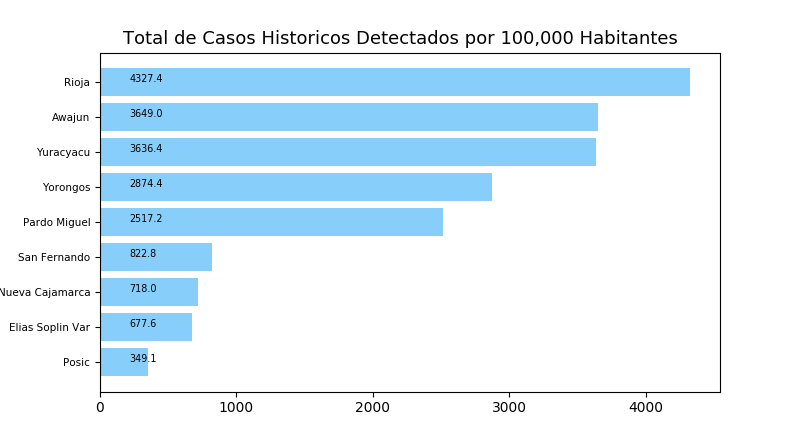 Total de Casos Historicos Detectados por 100,000 Habitantes
Rioja 4327.4
Awajun 3649.0
Yuracyacu 3636.4
Yorongos 2874.4
Pardo Miguel 2517.2
San Fernando 822.8
Nueva Cajamarca 718.0
Elias Soplin Var 677.6
Posic 349.1
0 1000 2000 3000 4000